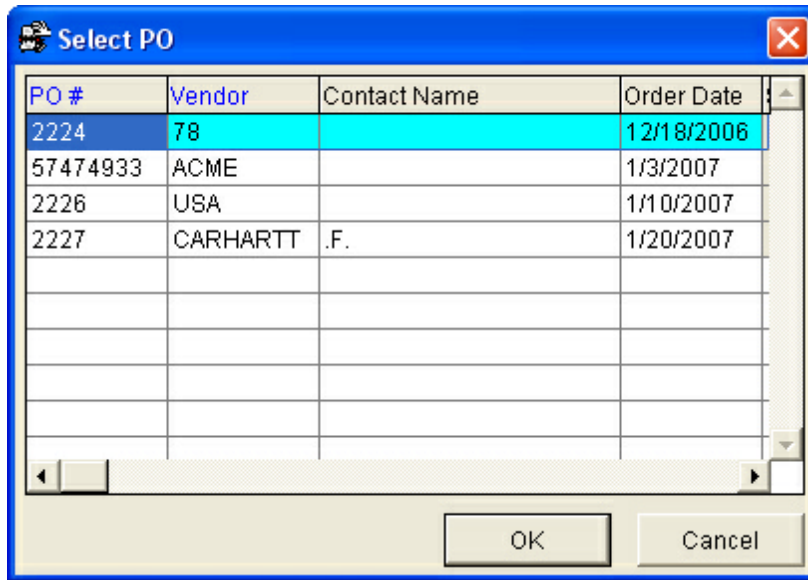 Select PO
PO # Vendor Contact Name Order Date
2224 78 12/18/2006
57474933 ACME 1/3/2007
2226 USA 1/10/2007
2227 CARHARTT .F. 1/20/2007
OK Cancel